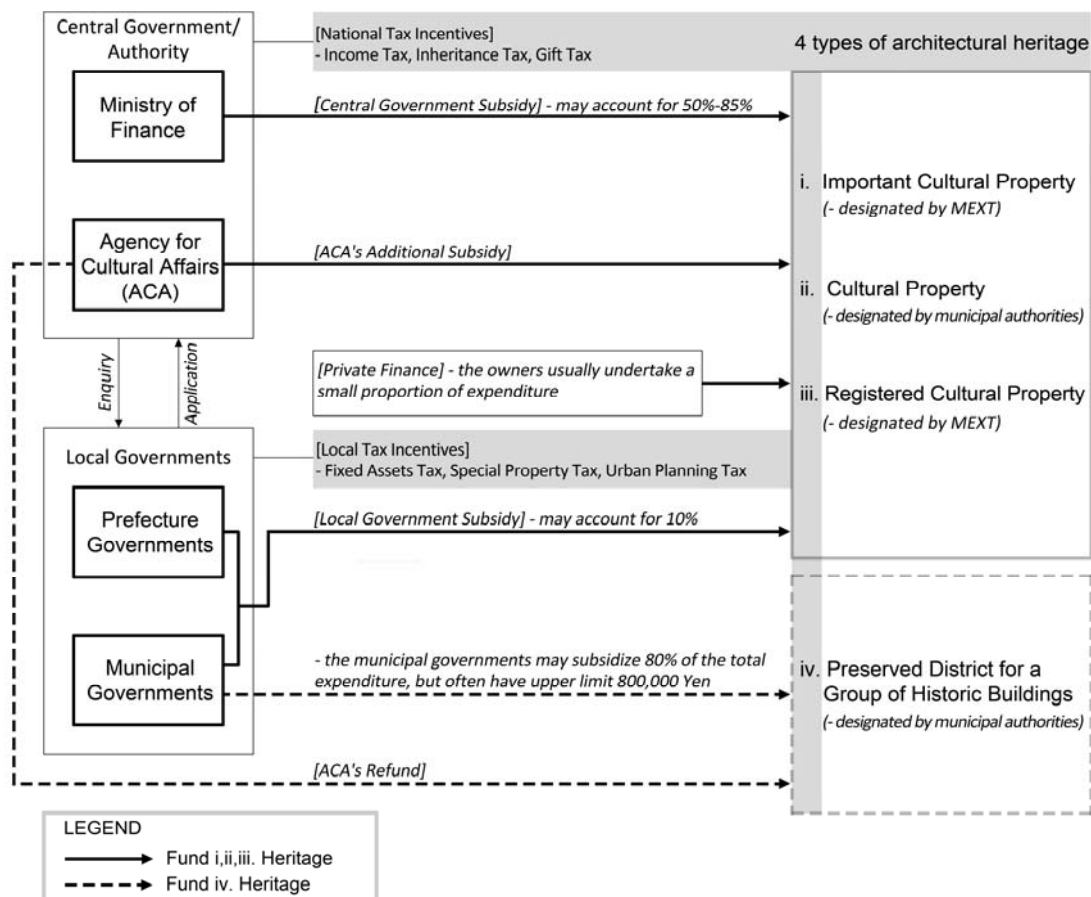 Central Government/
Authority
[National Tax Incentives]
- Income Tax, Inheritance Tax, Gift Tax
4 types of architectural heritage
Ministry of
Finance
[Central Government Subsidy] - may account for 50%-85%
i. Important Cultural Property
(- designated by MEXT)
Agency for
Cultural Affairs
(ACA)
[ACA's Additional Subsidy]
ii. Cultural Property
(- designated by municipal authorities)
Enquiry
Application
[Private Finance] - the owners usually undertake a
small proportion of expenditure
iii. Registered Cultural Property
(- designated by MEXT)
Local Governments
[Local Tax Incentives]
- Fixed Assets Tax, Special Property Tax, Urban Planning Tax
Prefecture
Governments
[Local Government Subsidy] - may account for 10%
Municipal
Governments
- the municipal governments may subsidize 80% of the total
expenditure, but often have upper limit 800,000 Yen
iv. Preserved District for a
Group of Historic Buildings
(- designated by municipal authorities)
[ACA's Refund]
LEGEND
Fund i,ii,iii. Heritage
Fund iv. Heritage